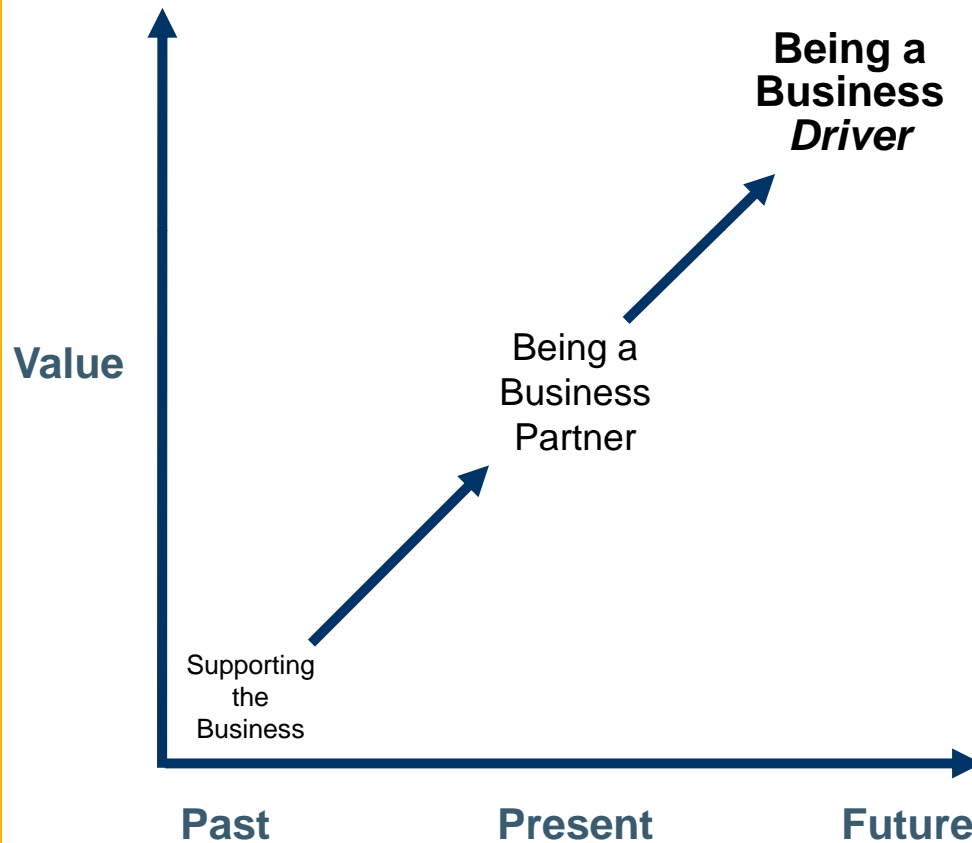 Being a
Business
Driver
Value
Being a
Business
Partner
Supporting
the
Business
Past
Present
Future